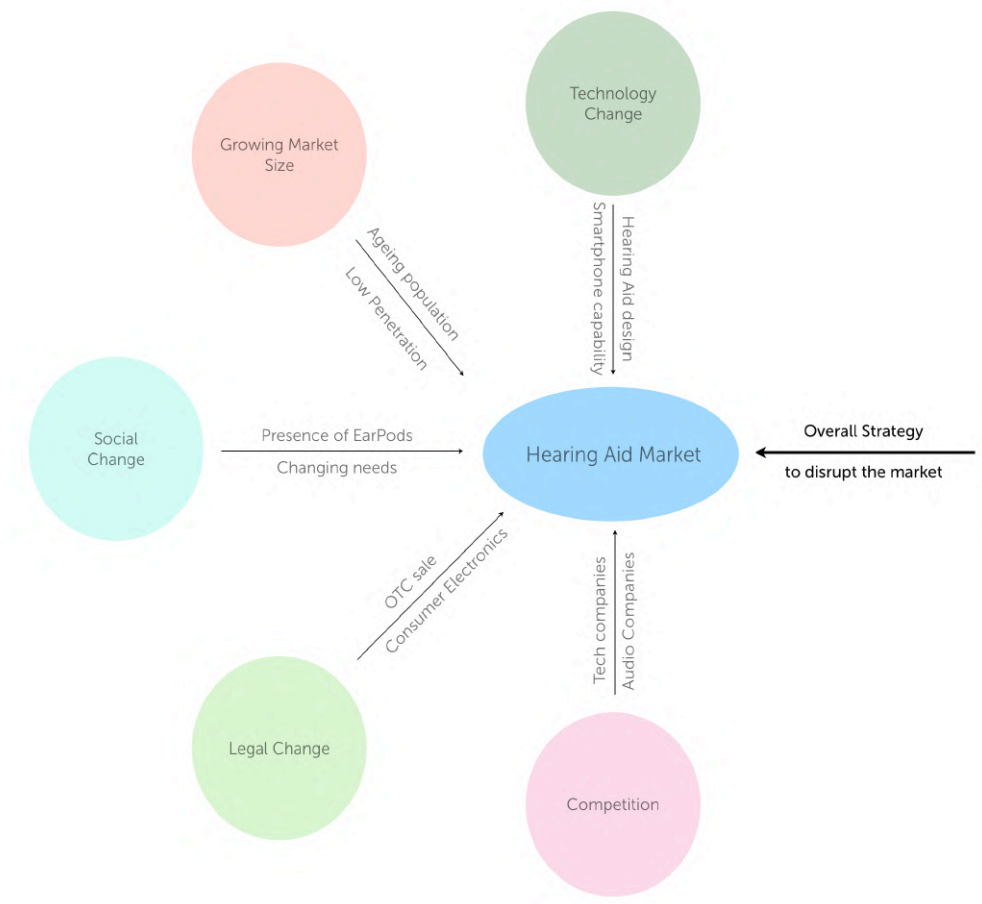 Technology
Change
Growing Market
Size
Ageing population
Low Penetration
Hearing Aid design
Smartphone capability
Social
Change
Presence of EarPods
Changing needs
Hearing Aid Market
Overall Strategy
to disrupt the market
OTC sale
Consumer Electronics
Tech companies
Audio Companies
Legal Change
Competition